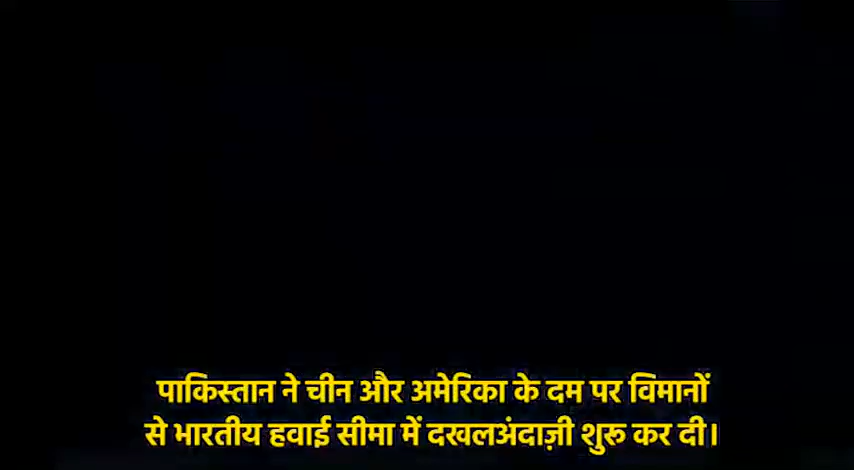 पाकिस्तान ने चीन और अमेरिका के दम पर विमानों
से भारतीय हवाई सीमा में दखलअंदाज़ी शुरू कर दी।